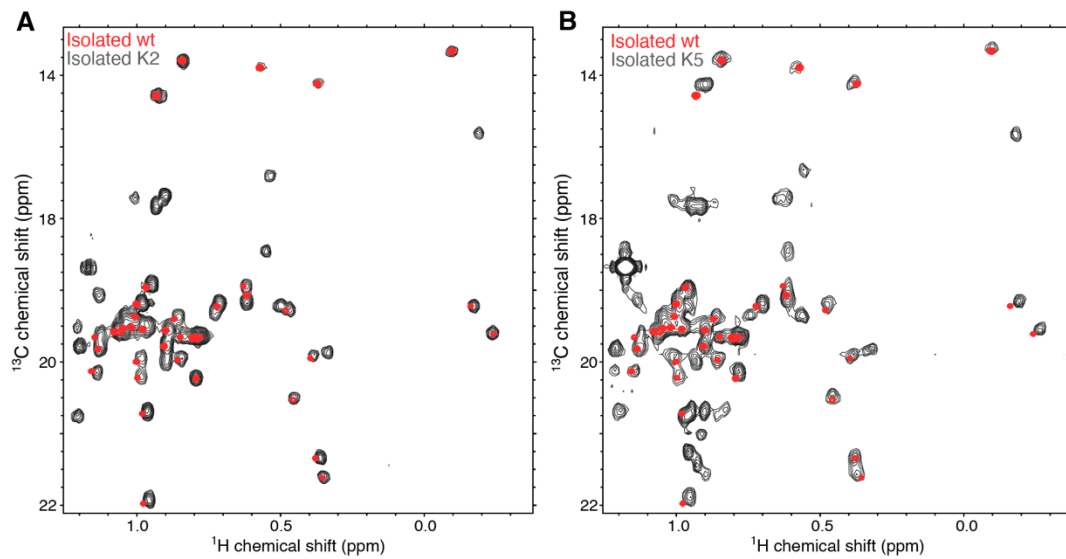 A
Isolated wt
Isolated K2
14
18
20
22
1.0
0.5
0.0
¹³C chemical shift (ppm)
¹H chemical shift (ppm)
B
Isolated wt
Isolated K5
14
18
20
22
1.0
0.5
0.0
¹³C chemical shift (ppm)
¹H chemical shift (ppm)